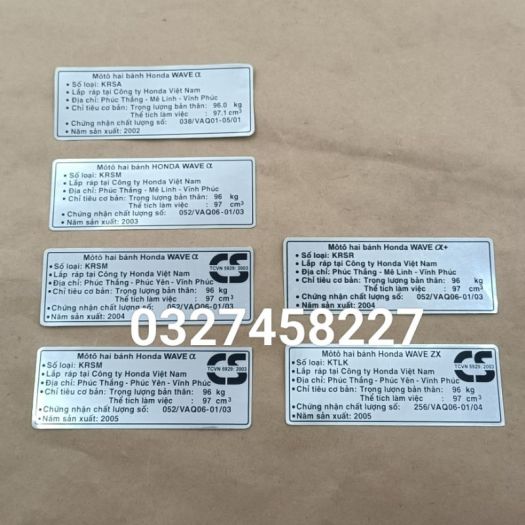 Môtô hai bánh Honda WAVE α
• Số loại: KRSA
• Lắp ráp tại Công ty Honda Việt Nam
• Địa chỉ: Phúc Thắng - Mê Linh - Vĩnh Phúc
• Chỉ tiêu cơ bản: Trọng lượng bản thân: 96.0 kg
Thể tích làm việc : 97.1 cm³
• Chứng nhận chất lượng số: 038/VAQ01-05/01
• Năm sản xuất: 2002
Môtô hai bánh HONDA WAVE α
• Số loại: KRSM
• Lắp ráp tại Công ty Honda Việt Nam
• Địa chỉ: Phúc Thắng - Mê Linh - Vĩnh Phúc
• Chỉ tiêu cơ bản: Trọng lượng bản thân: 96 kg
Thể tích làm việc : 97 cm³
• Chứng nhận chất lượng số: 052/VAQ06-01/03
• Năm sản xuất: 2003
Môtô hai bánh Honda WAVE α
• Số loại: KRSM
• Lắp ráp tại Công ty Honda Việt Nam
• Địa chỉ: Phúc Thắng - Phúc Yên - Vĩnh Phúc
• Chỉ tiêu cơ bản: Trọng lượng bản thân: 96 kg
Thể tích làm việc : 97 cm³
• Chứng nhận chất lượng số: 052/VAQ06-01/03
• Năm sản xuất: 2004
CS
TCVN 5929: 2003
Môtô hai bánh Honda WAVE α+
• Số loại: KRSR
• Lắp ráp tại Công ty Honda Việt Nam
• Địa chỉ: Phúc Thắng - Mê Linh - Vĩnh Phúc
• Chỉ tiêu cơ bản: Trọng lượng bản thân: 96 kg
Thể tích làm việc : 97 cm³
• Chứng nhận chất lượng số: 052/VAQ06-01/03
• Năm sản xuất: 2004
0327458227
Môtô hai bánh Honda WAVE α
• Số loại: KRSM
• Lắp ráp tại Công ty Honda Việt Nam
• Địa chỉ: Phúc Thắng - Phúc Yên - Vĩnh Phúc
• Chỉ tiêu cơ bản: Trọng lượng bản thân: 96 kg
Thể tích làm việc : 97 cm³
• Chứng nhận chất lượng số: 052/VAQ06-01/03
• Năm sản xuất: 2005
CS
TCVN 5929: 2003
Môtô hai bánh Honda WAVE ZX
• Số loại: KTLK
• Lắp ráp tại Công ty Honda Việt Nam
• Địa chỉ: Phúc Thắng - Phúc Yên - Vĩnh Phúc
• Chỉ tiêu cơ bản: Trọng lượng bản thân: 96 kg
Thể tích làm việc : 97 cm³
• Chứng nhận chất lượng số: 256/VAQ06-01/04
• Năm sản xuất: 2005
CS
TCVN 5929: 2003